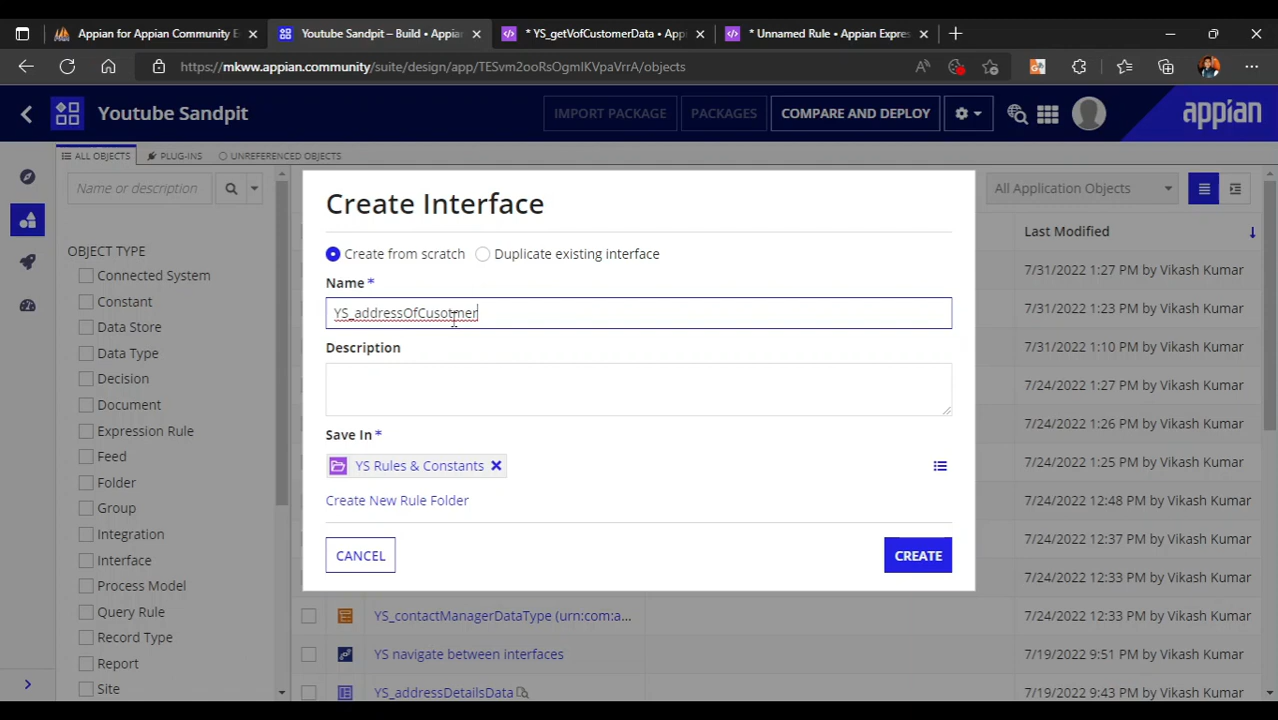 Appian for Appian Community E
Youtube Sandpit – Build • Appian
* YS_getVofCustomerData • Appi
* Unnamed Rule • Appian Expres
https://mkww.appian.community/suite/design/app/TESvm2ooRsOgmIKVpaVrrA/objects
Youtube Sandpit
IMPORT PACKAGE
PACKAGES
COMPARE AND DEPLOY
appian
ALL OBJECTS
PLUG-INS
UNREFERENCED OBJECTS
Name or description
All Application Objects
OBJECT TYPE
Connected System
Constant
Data Store
Data Type
Decision
Document
Expression Rule
Feed
Folder
Group
Integration
Interface
Process Model
Query Rule
Record Type
Report
Site
Create Interface
Create from scratch
Duplicate existing interface
Name *
YS_addressOfCusotmer
Description
Save In *
YS Rules & Constants
Create New Rule Folder
CANCEL
CREATE
Last Modified
7/31/2022 1:27 PM by Vikash Kumar
7/31/2022 1:23 PM by Vikash Kumar
7/31/2022 1:10 PM by Vikash Kumar
7/24/2022 1:27 PM by Vikash Kumar
7/24/2022 1:26 PM by Vikash Kumar
7/24/2022 1:25 PM by Vikash Kumar
7/24/2022 12:48 PM by Vikash Kumar
7/24/2022 12:37 PM by Vikash Kumar
7/24/2022 12:33 PM by Vikash Kumar
YS_contactManagerDataType (urn:com:a...
7/24/2022 12:33 PM by Vikash Kumar
YS navigate between interfaces
7/19/2022 9:51 PM by Vikash Kumar
YS_addressDetailsData
7/19/2022 9:43 PM by Vikash Kumar